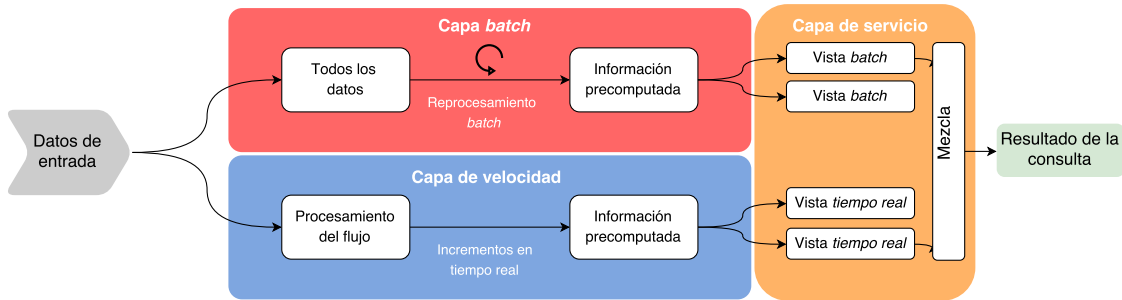 Datos de
entrada
Capa batch
Todos los
datos
Reprocesamiento
batch
Información
precomputada
Capa de velocidad
Procesamiento
del flujo
Incrementos en
tiempo real
Información
precomputada
Capa de servicio
Vista batch
Vista batch
Vista tiempo real
Vista tiempo real
Mezcla
Resultado de la
consulta